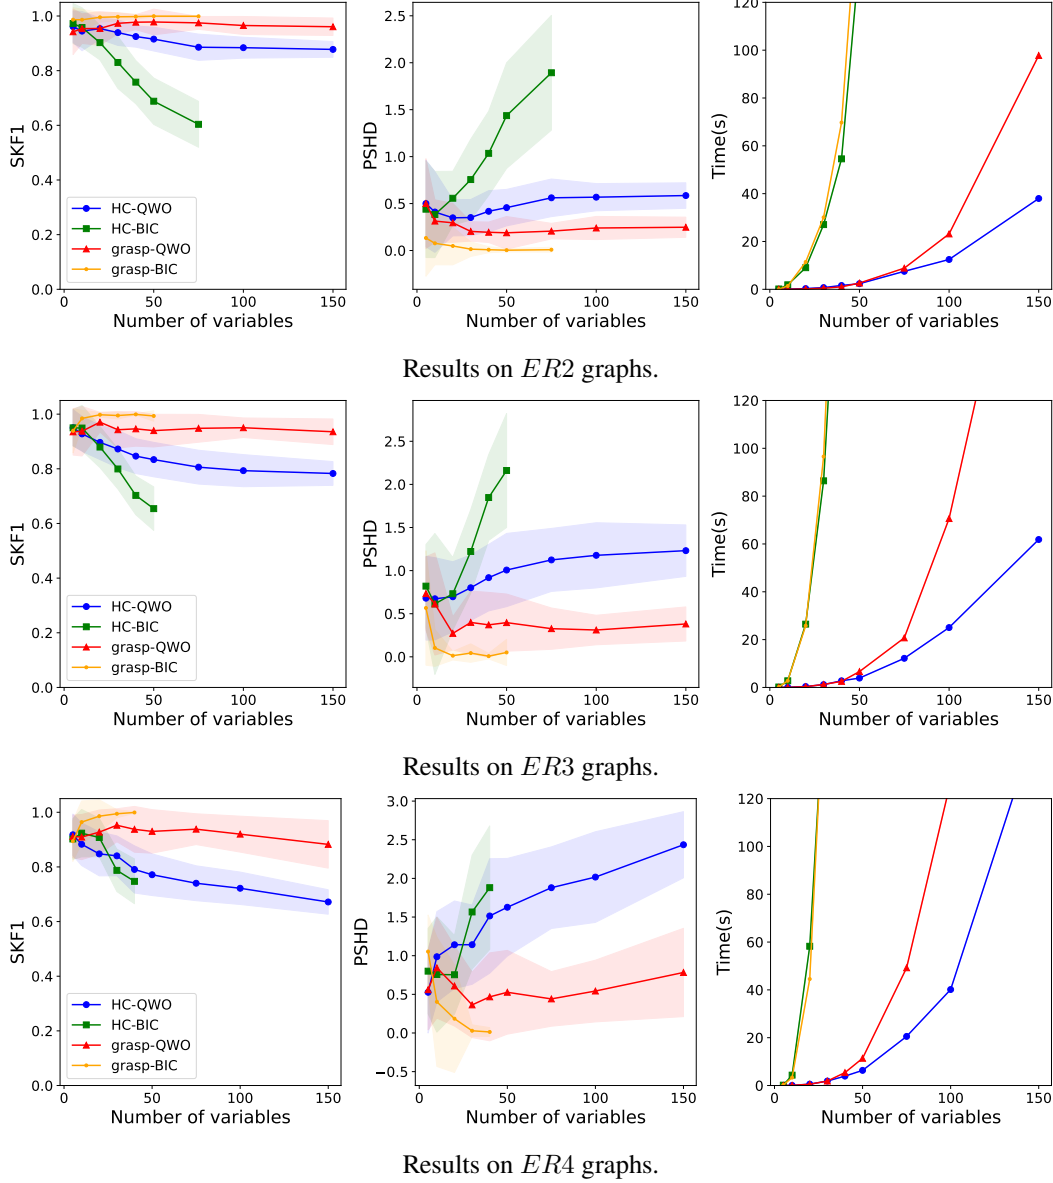 1.0
0.8
0.6
0.4
0.2
0.0
SKF1
HC-QWO
HC-BIC
grasp-QWO
grasp-BIC
0 50 100 150
Number of variables
2.5
2.0
1.5
1.0
0.5
0.0
PSHD
0 50 100 150
Number of variables
120
100
80
60
40
20
0
Time(s)
0 50 100 150
Number of variables
Results on ER2 graphs.
1.0
0.8
0.6
0.4
0.2
0.0
SKF1
HC-QWO
HC-BIC
grasp-QWO
grasp-BIC
0 50 100 150
Number of variables
2.5
2.0
1.5
1.0
0.5
0.0
PSHD
0 50 100 150
Number of variables
120
100
80
60
40
20
0
Time(s)
0 50 100 150
Number of variables
Results on ER3 graphs.
1.0
0.8
0.6
0.4
0.2
0.0
SKF1
HC-QWO
HC-BIC
grasp-QWO
grasp-BIC
0 50 100 150
Number of variables
3.0
2.5
2.0
1.5
1.0
0.5
0.0
−0.5
PSHD
0 50 100 150
Number of variables
120
100
80
60
40
20
0
Time(s)
0 50 100 150
Number of variables
Results on ER4 graphs.